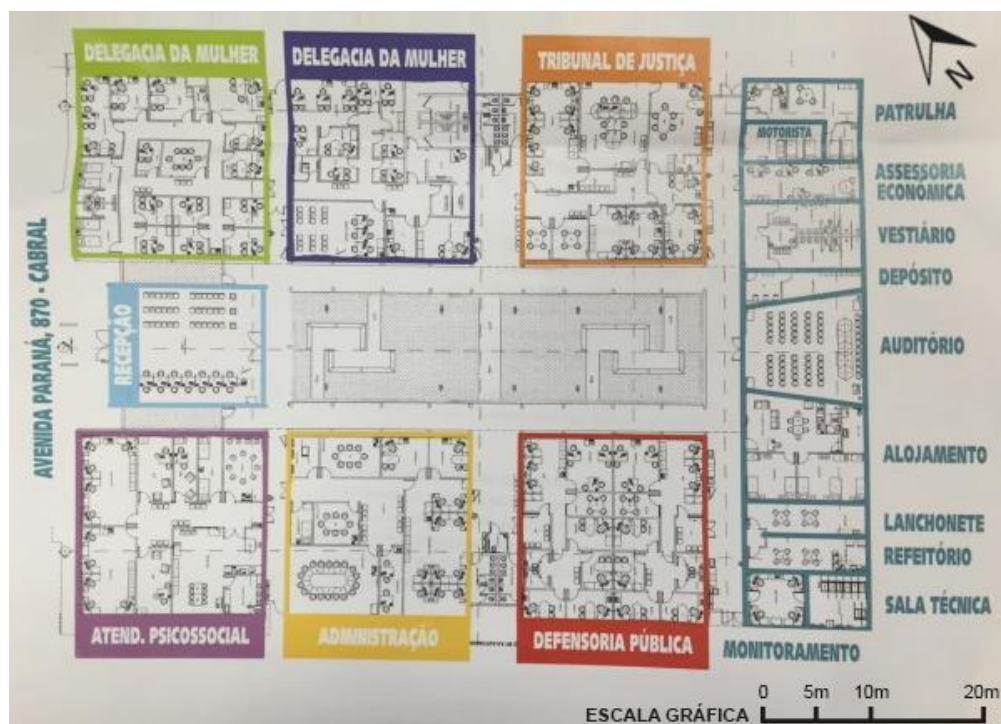 DELEGACIA DA MULHER
DELEGACIA DA MULHER
TRIBUNAL DE JUSTIÇA
N
PATRULHA
MOTORISTA
ASSESSORIA
ECONÔMICA
VESTIÁRIO
DEPÓSITO
AUDITÓRIO
ALOJAMENTO
LANCHONETE
REFEITÓRIO
SALA TÉCNICA
MONITORAMENTO
AVENIDA PARANÁ, 870 - CABRAL
RECEPÇÃO
ATEND. PSICOSSOCIAL
ADMINISTRAÇÃO
DEFENSORIA PÚBLICA
ESCALA GRÁFICA
0 5m 10m 20m